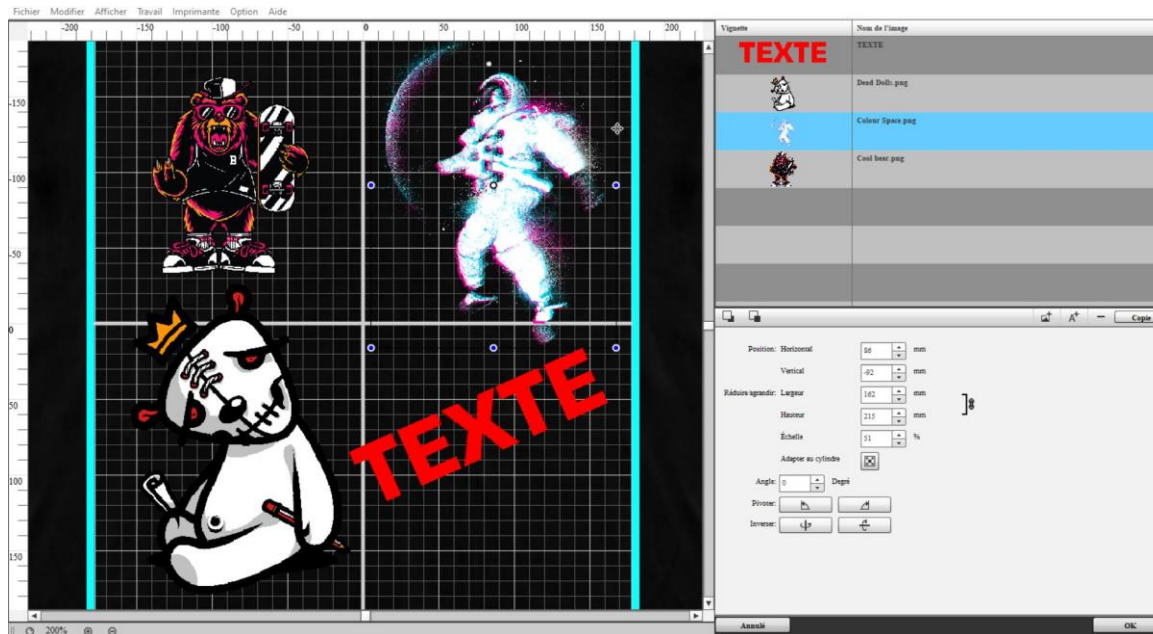 Fichier Modifier Afficher Travail Imprimante Option Aide
-200 -150 -100 -50 0 50 100 150 200
Vignette Nom de l'image
TEXTE TEXTE
Dead Dolls.png
Colour Space.png
Cool bear.png
-150
-100
-50
0
50
100
150
B
TEXTE
A+ Copie
Position: Horizontal 86 mm
Vertical -92 mm
Réduire agrandir: Largeur 162 mm
Hauteur 215 mm
Échelle 51 %
Adapter au cylindre
Angle: 0 Degré
Pivoter:
Inverser:
200%
Annulé OK